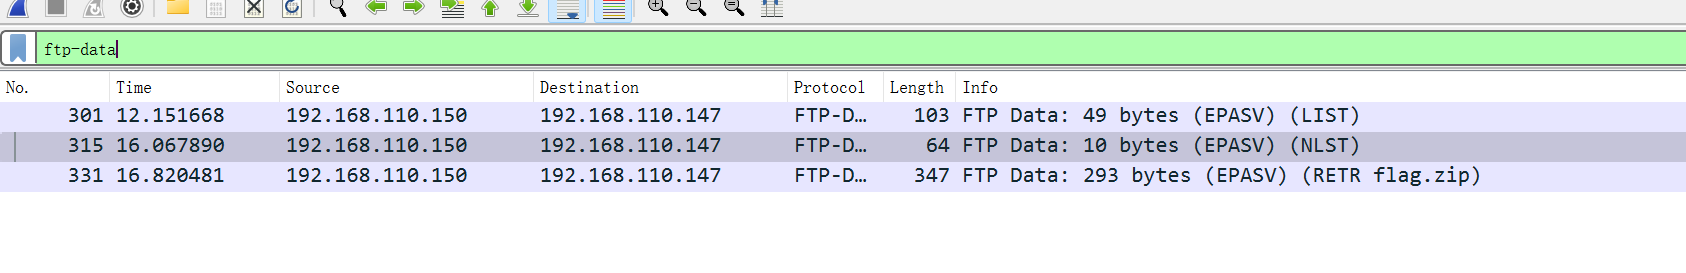 ftp-data
No. Time Source Destination Protocol Length Info
301 12.151668 192.168.110.150 192.168.110.147 FTP-D… 103 FTP Data: 49 bytes (EPASV) (LIST)
315 16.067890 192.168.110.150 192.168.110.147 FTP-D… 64 FTP Data: 10 bytes (EPASV) (NLST)
331 16.820481 192.168.110.150 192.168.110.147 FTP-D… 347 FTP Data: 293 bytes (EPASV) (RETR flag.zip)